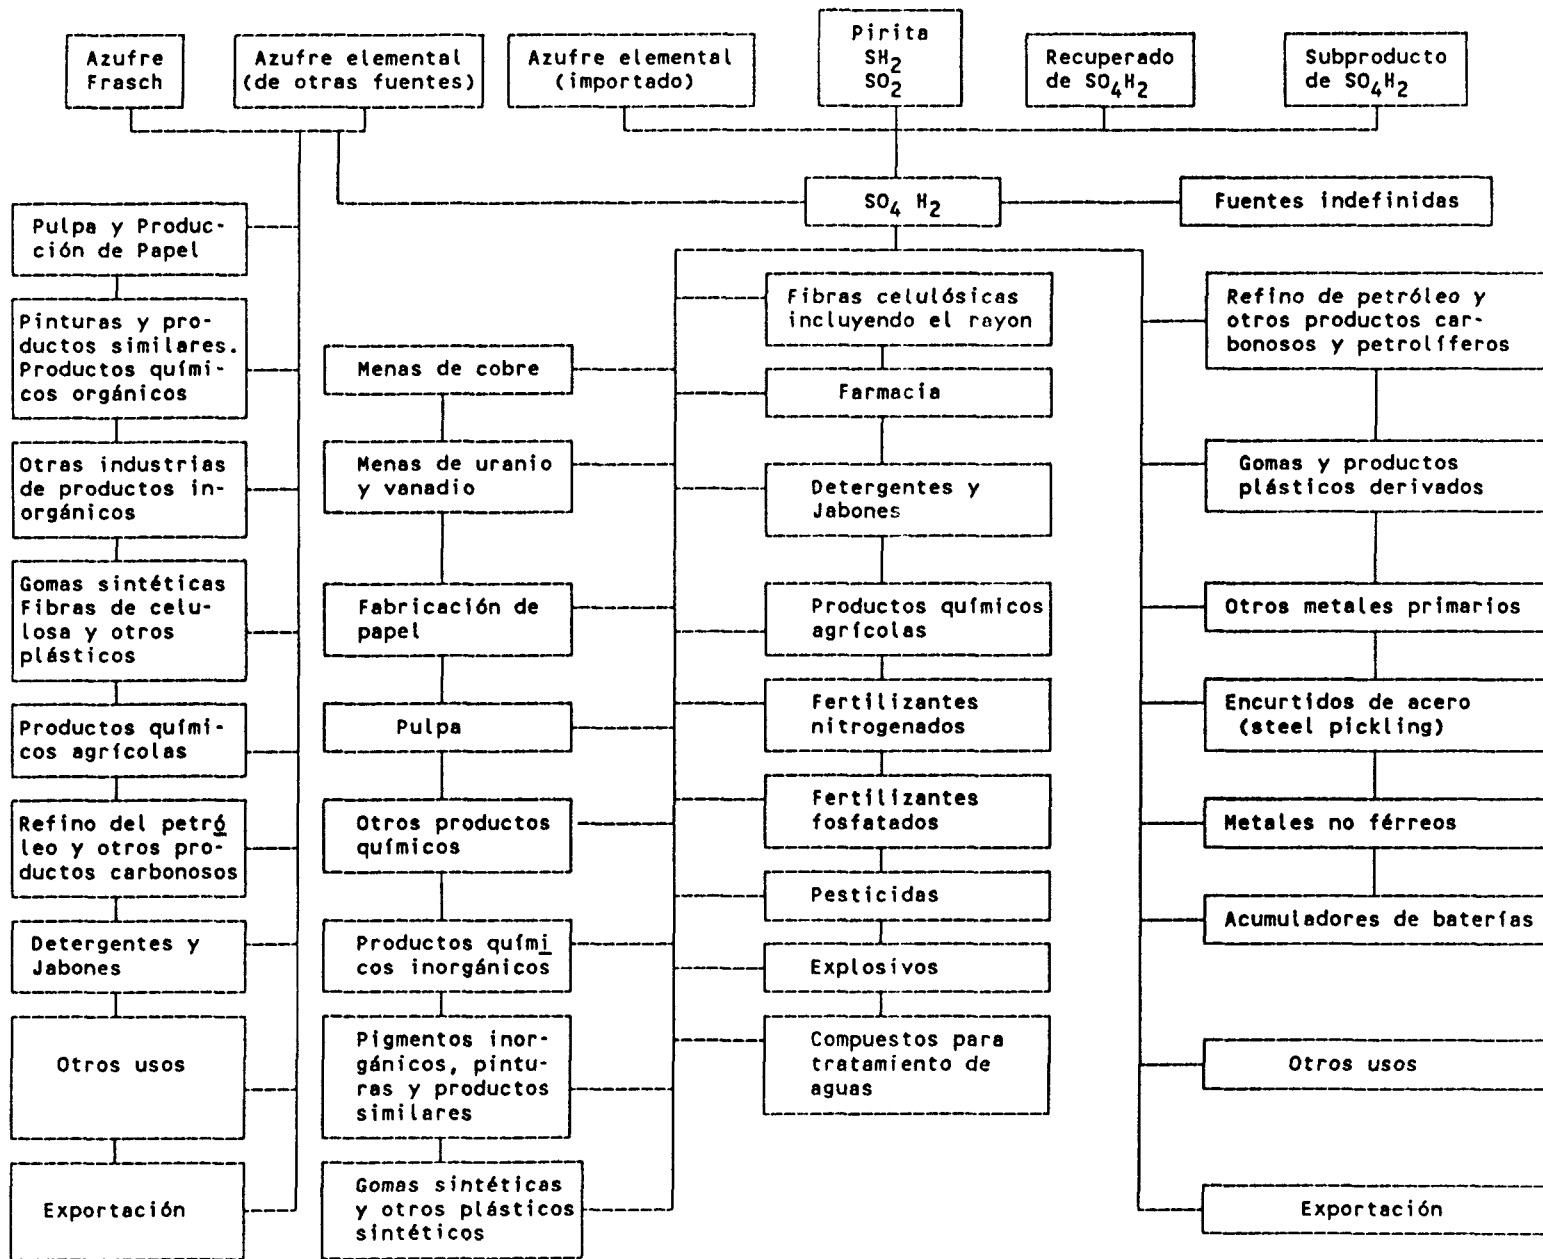 Azufre
Frasch
Azufre elemental
(de otras fuentes)
Azufre elemental
(importado)
Pirita
SH2
SO2
Recuperado
de SO4H2
Subproducto
de SO4H2
SO4 H2
Fuentes indefinidas
Pulpa y Produc-
ción de Papel
Pinturas y pro-
ductos similares.
Productos quími-
cos orgánicos
Otras industrias
de productos in-
orgánicos
Gomas sintéticas
Fibras de celu-
losa y otros
plásticos
Productos quími-
cos agrícolas
Refino del petró
leo y otros pro-
ductos carbonosos
Detergentes y
Jabones
Otros usos
Exportación
Menas de cobre
Menas de uranio
y vanadio
Fabricación de
papel
Pulpa
Otros productos
químicos
Productos quími
cos inorgánicos
Pigmentos inor-
gánicos, pintu-
ras y productos
similares
Gomas sintéticas
y otros plásticos
sintéticos
Fibras celulósicas
incluyendo el rayon
Farmacia
Detergentes y
Jabones
Productos químicos
agrícolas
Fertilizantes
nitrogenados
Fertilizantes
fosfatados
Pesticidas
Explosivos
Compuestos para
tratamiento de
aguas
Refino de petróleo y
otros productos car-
bonosos y petrolíferos
Gomas y productos
plásticos derivados
Otros metales primarios
Encurtidos de acero
(steel pickling)
Metales no férreos
Acumuladores de baterías
Otros usos
Exportación